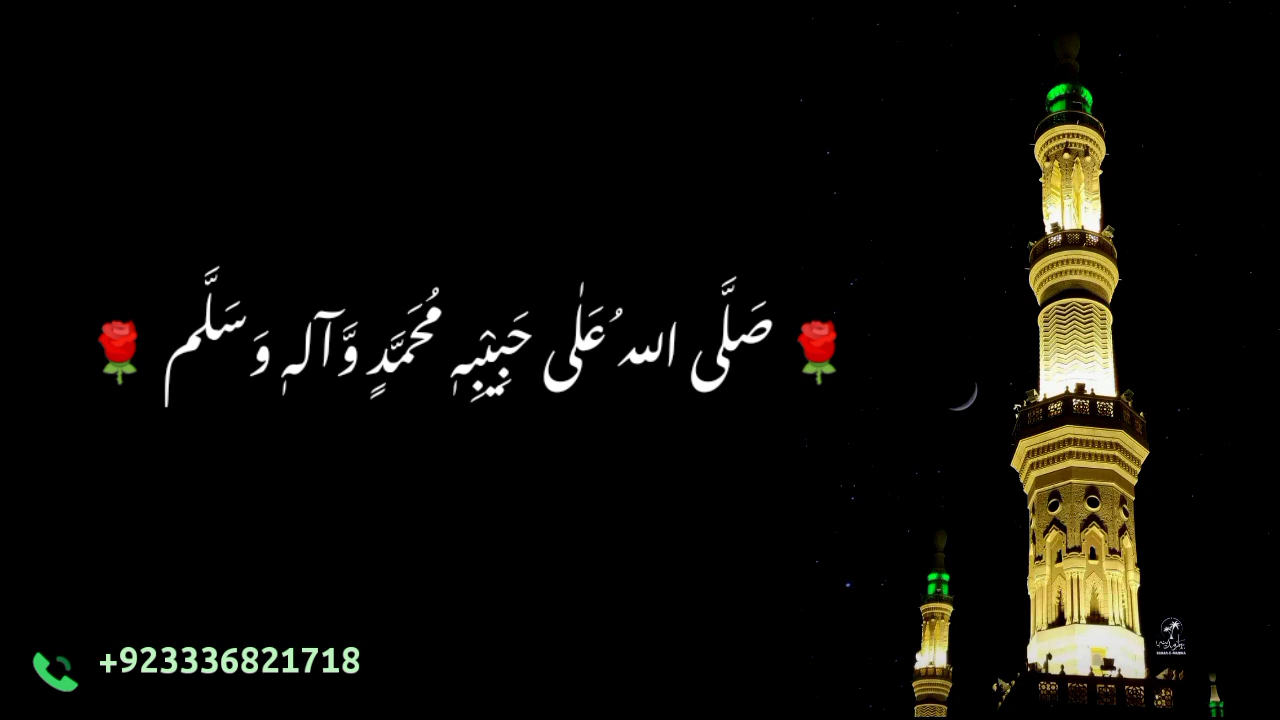 🌹 صَلَّی اللہُ عَلٰی حَبِیْبِہٖ مُحَمَّدٍ وَّآلِہٖ وَسَلَّم 🌹
+923336821718